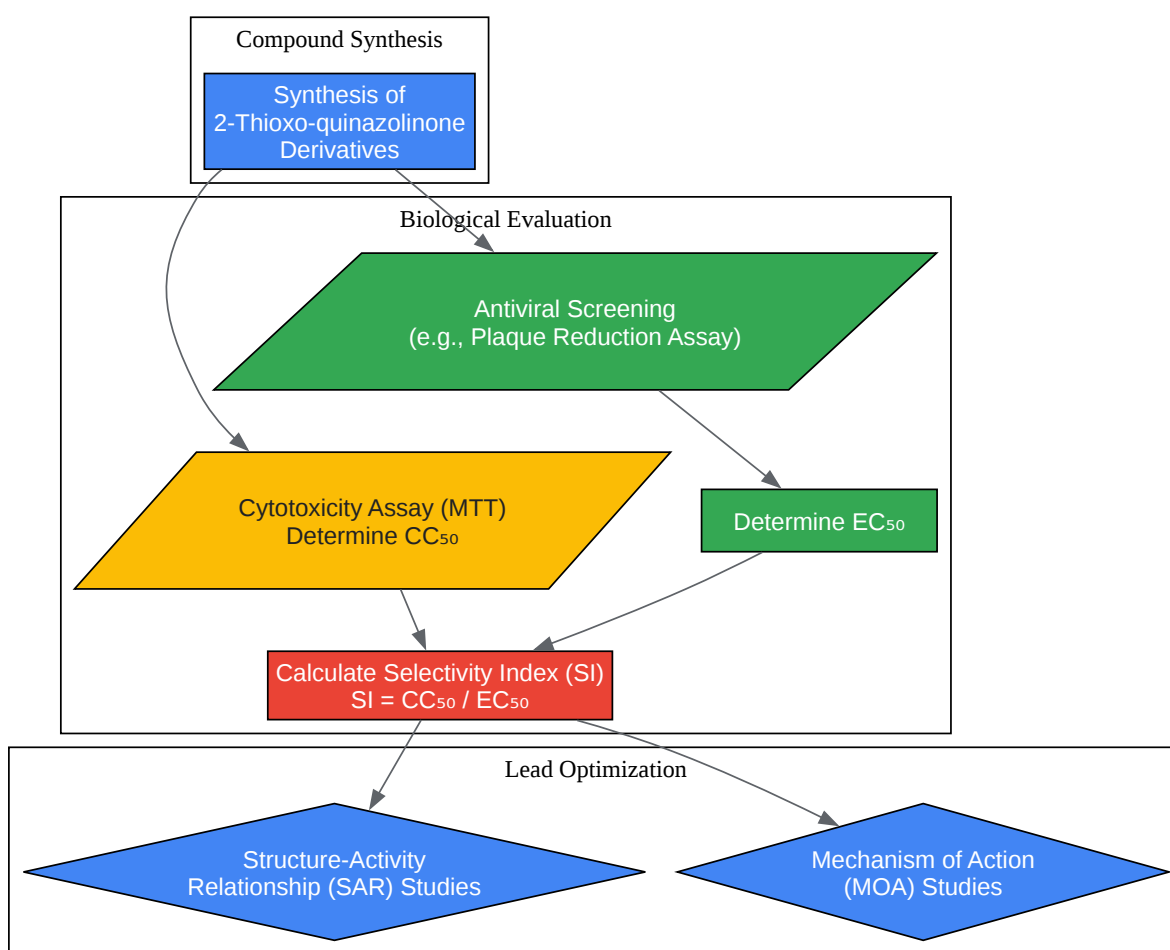 Compound Synthesis
Synthesis of
2-Thioxo-quinazolinone
Derivatives
Biological Evaluation
Antiviral Screening
(e.g., Plaque Reduction Assay)
Cytotoxicity Assay (MTT)
Determine CC₅₀
Determine EC₅₀
Calculate Selectivity Index (SI)
SI = CC₅₀ / EC₅₀
Lead Optimization
Structure-Activity
Relationship (SAR) Studies
Mechanism of Action
(MOA) Studies